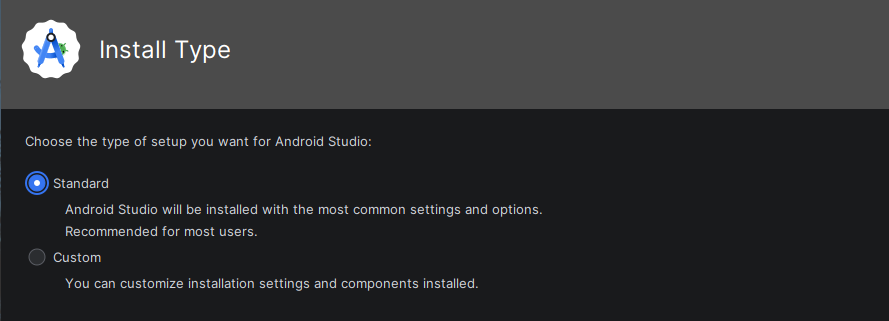 Install Type
Choose the type of setup you want for Android Studio:
Standard
Android Studio will be installed with the most common settings and options.
Recommended for most users.
Custom
You can customize installation settings and components installed.